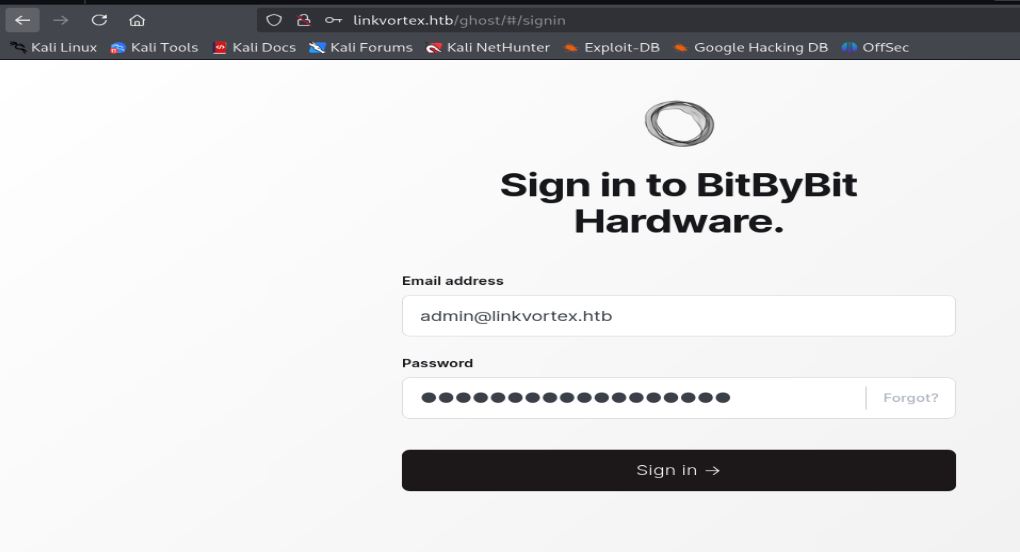 linkvortex.htb/ghost/#/signin
Kali Linux Kali Tools Kali Docs Kali Forums Kali NetHunter Exploit-DB Google Hacking DB OffSec
Sign in to BitByBit
Hardware.
Email address
admin@linkvortex.htb
Password
●●●●●●●●●●●●●●●●●● Forgot?
Sign in →